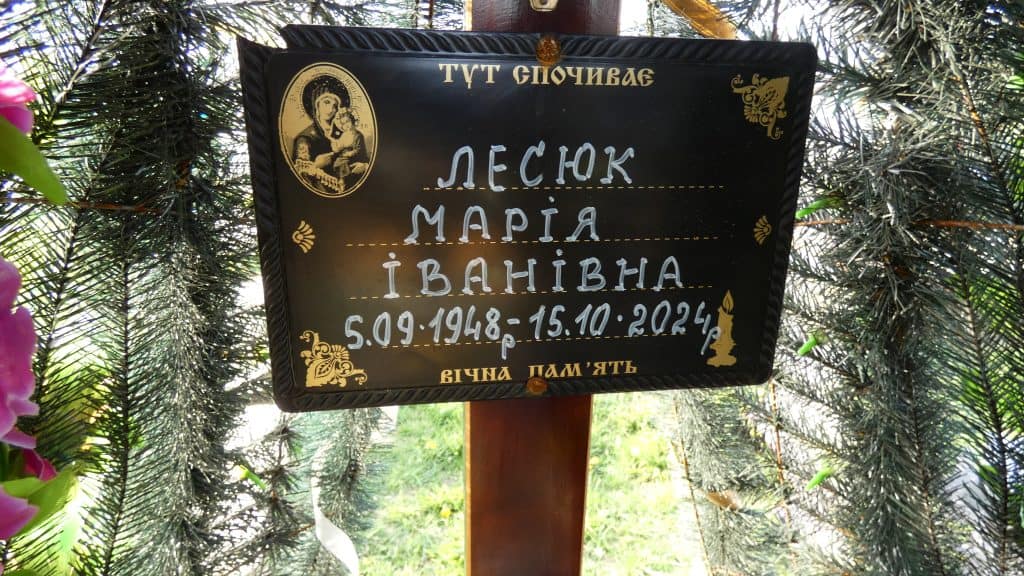 ТУТ СПОЧИВАЄ
ЛЕСЮК
МАРІЯ
ІВАНІВНА
5.09.1948р-15.10.2024р
ВІЧНА ПАМ'ЯТЬ